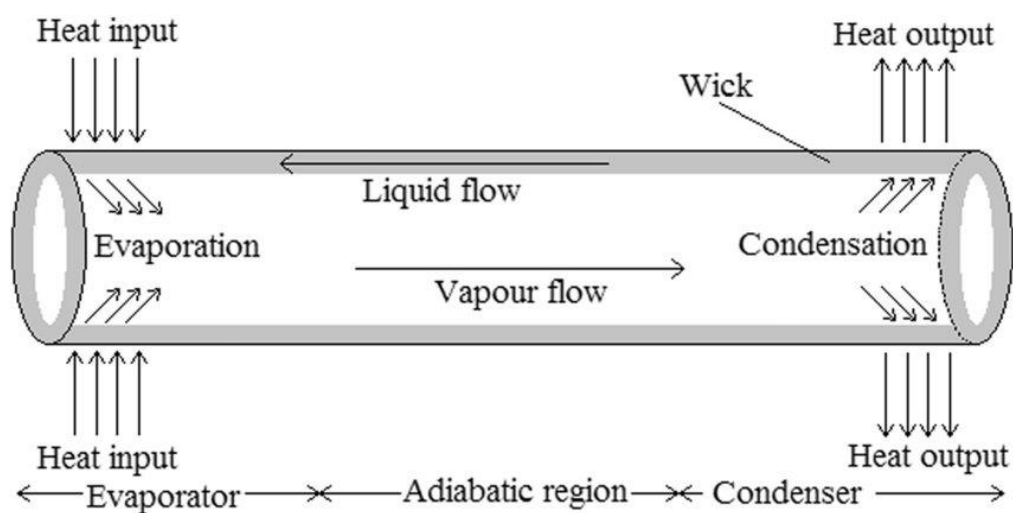 Heat input
Heat output
Wick
Liquid flow
Evaporation
Condensation
Vapour flow
Heat input
Heat output
Evaporator
Adiabatic region
Condenser